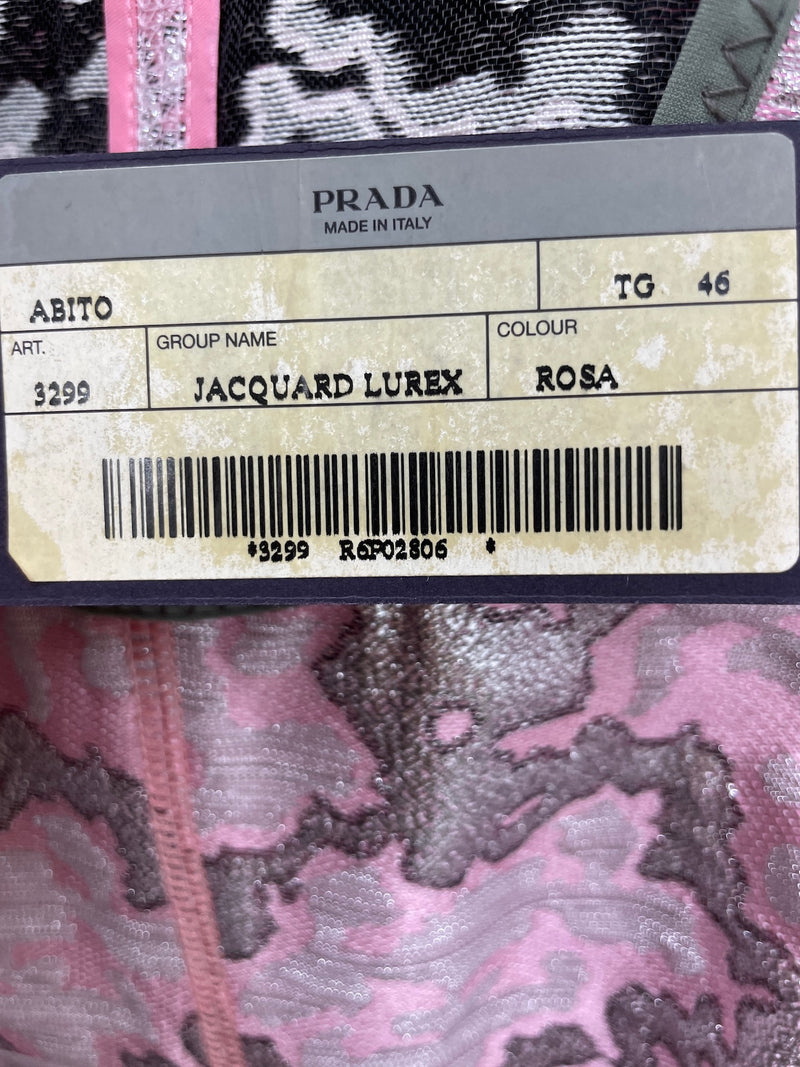 PRADA
MADE IN ITALY
ABITO TG 46
ART. GROUP NAME COLOUR
3299 JACQUARD LUREX ROSA
*3299 R6P02806 *